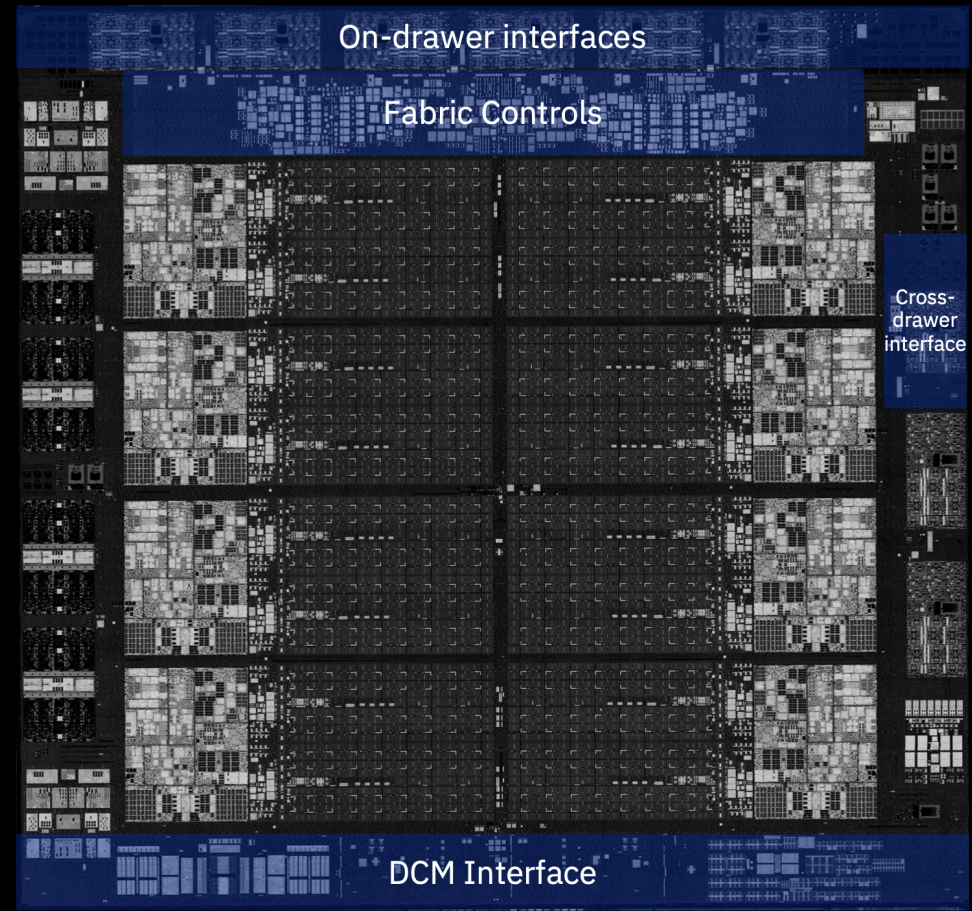 On-drawer interfaces
Fabric Controls
Cross-
drawer
interface
DCM Interface